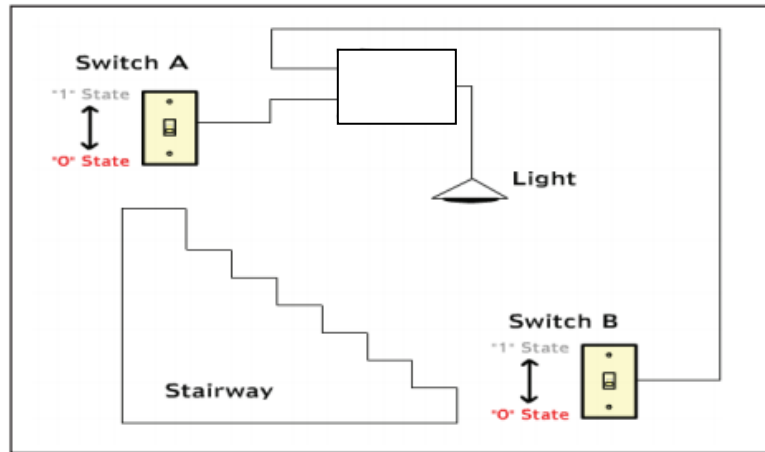 Switch A
"1" State
"0" State
Light
Switch B
"1" State
"0" State
Stairway